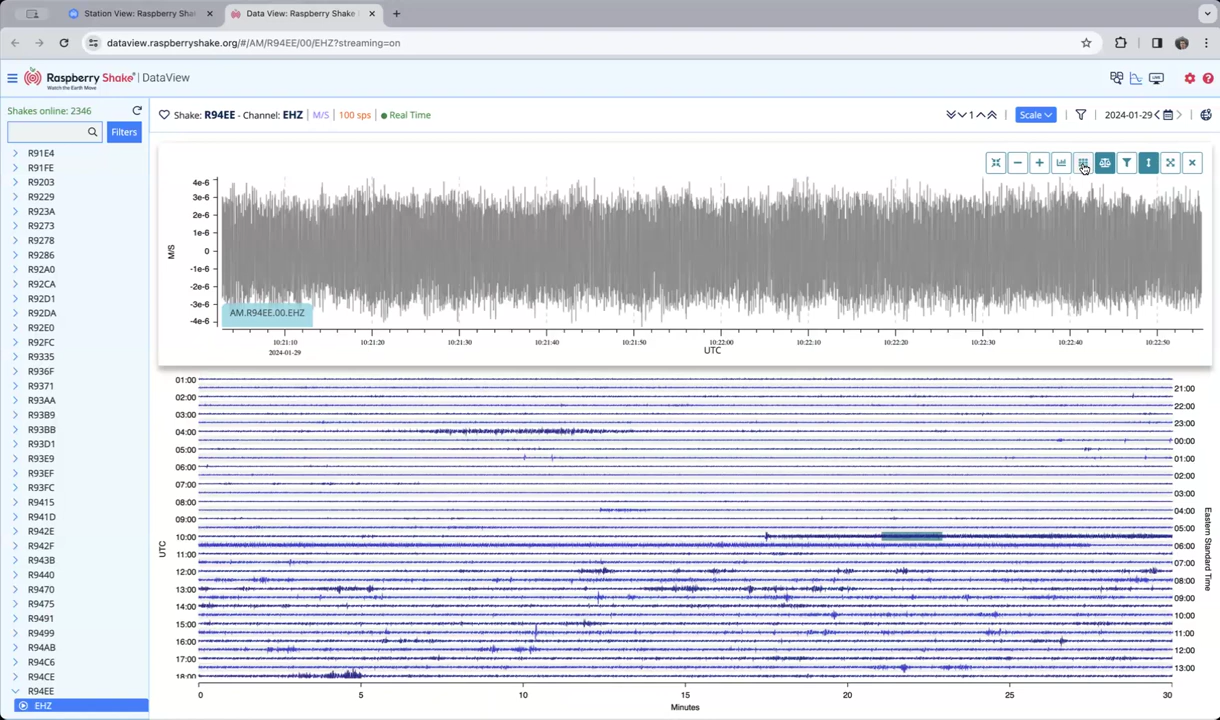 Station View: Raspberry Sha
Data View: Raspberry Shake
dataview.raspberryshake.org/#/AM/R94EE/00/EHZ?streaming=on
Raspberry Shake | DataView
Watch the Earth Move
Shakes online: 2346
Filters
Shake: R94EE - Channel: EHZ | M/S | 100 sps Real Time
1 | Scale | 2024-01-29
R91E4
R91FE
R9203
R9229
R923A
R9273
R9278
R9286
R92A0
R92CA
R92D1
R92DA
R92E0
R92FC
R9335
R936F
R9371
R93AA
R93B9
R93BB
R93D1
R93E9
R93EF
R93FC
R9415
R941D
R942E
R942F
R943B
R9440
R9470
R9475
R9491
R9499
R94AB
R94C6
R94CE
R94EE
EHZ
M/S
4e-6
3e-6
2e-6
1e-6
0
-1e-6
-2e-6
-3e-6
-4e-6
AM.R94EE.00.EHZ
10:21:10 10:21:20 10:21:30 10:21:40 10:21:50 10:22:00 10:22:10 10:22:20 10:22:30 10:22:40 10:22:50
2024-01-29
UTC
UTC
01:00
02:00
03:00
04:00
05:00
06:00
07:00
08:00
09:00
10:00
11:00
12:00
13:00
14:00
15:00
16:00
17:00
18:00
21:00
22:00
23:00
00:00
01:00
02:00
03:00
04:00
05:00
06:00
07:00
08:00
09:00
10:00
11:00
12:00
13:00
Eastern Standard Time
0 5 10 15 20 25 30
Minutes